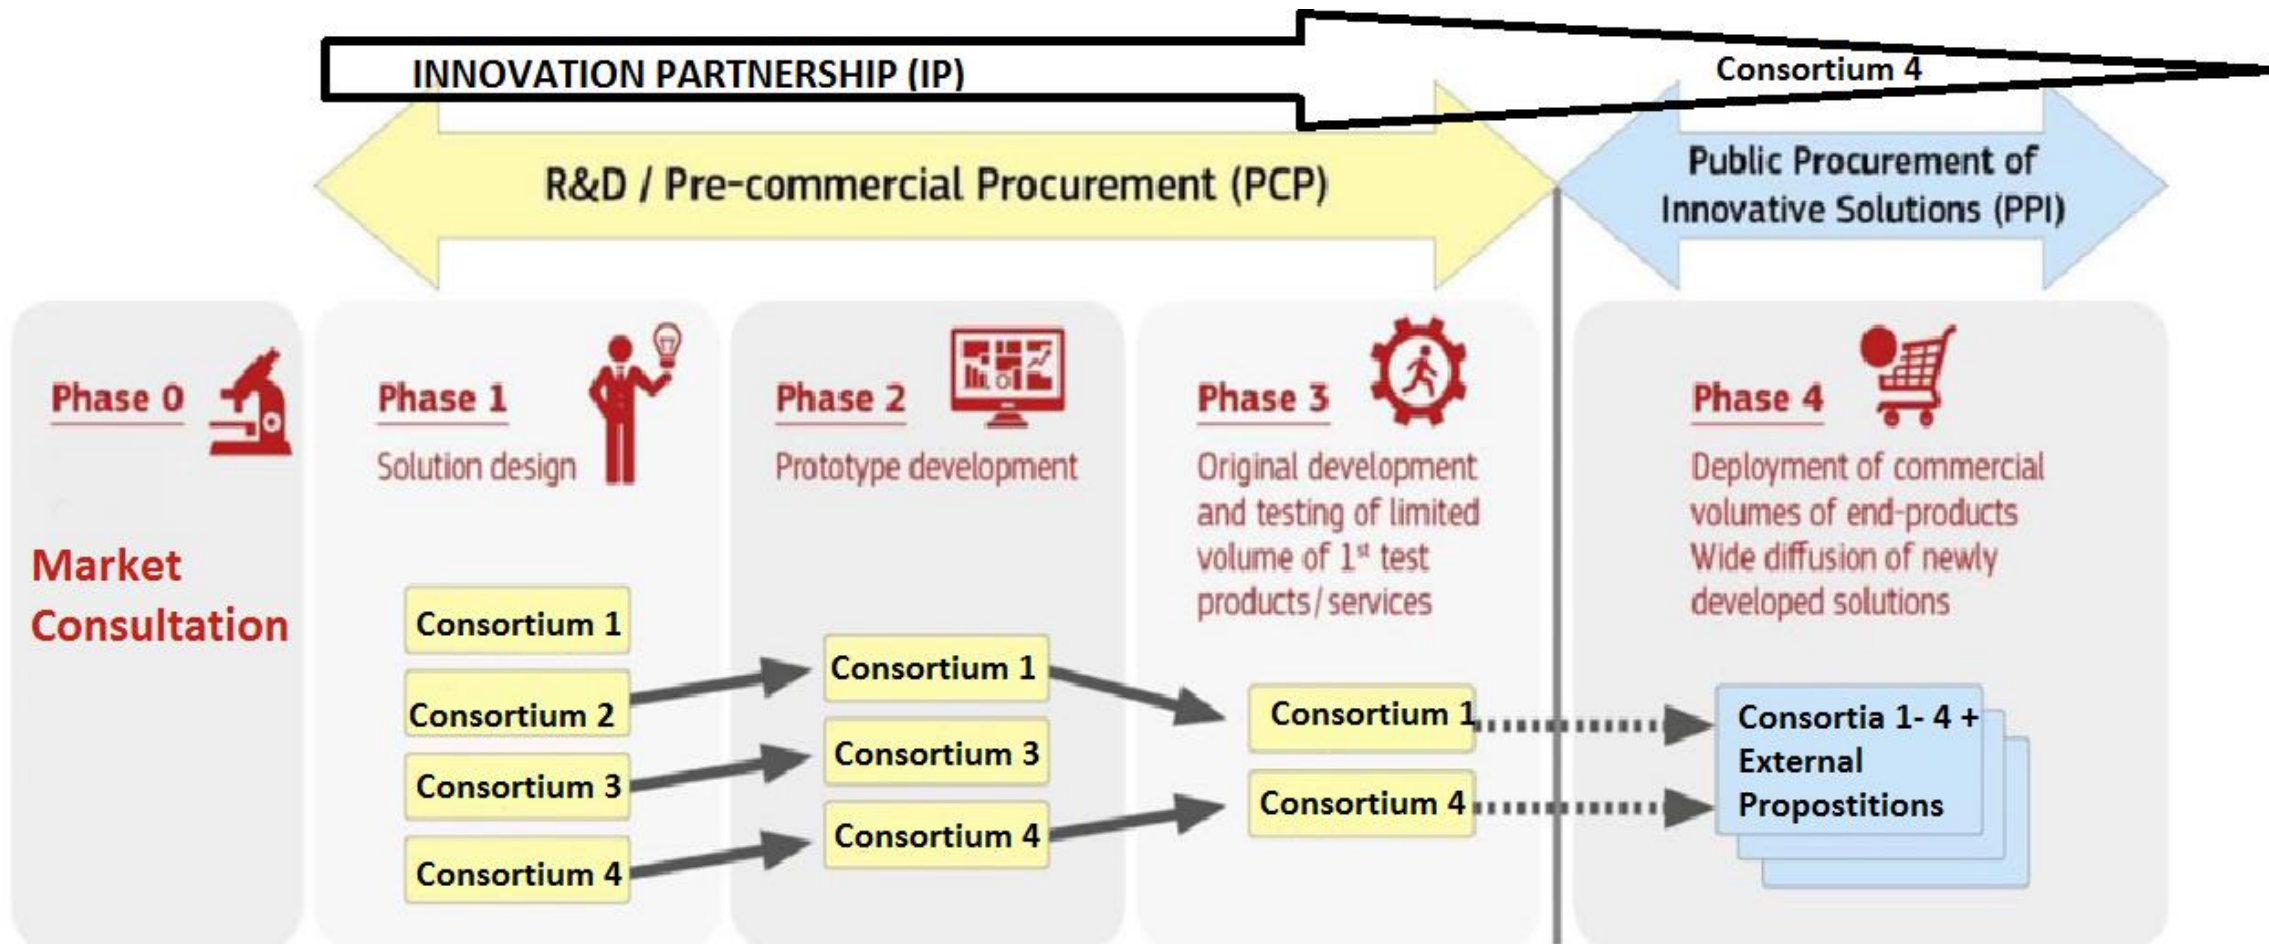 INNOVATION PARTNERSHIP (IP)
Consortium 4
R&D / Pre-commercial Procurement (PCP)
Public Procurement of
Innovative Solutions (PPI)
Phase 0
Market
Consultation
Phase 1
Solution design
Consortium 1
Consortium 2
Consortium 3
Consortium 4
Phase 2
Prototype development
Consortium 1
Consortium 3
Consortium 4
Phase 3
Original development
and testing of limited
volume of 1st test
products/services
Consortium 1
Consortium 4
Phase 4
Deployment of commercial
volumes of end-products
Wide diffusion of newly
developed solutions
Consortia 1- 4 +
External
Propostitions